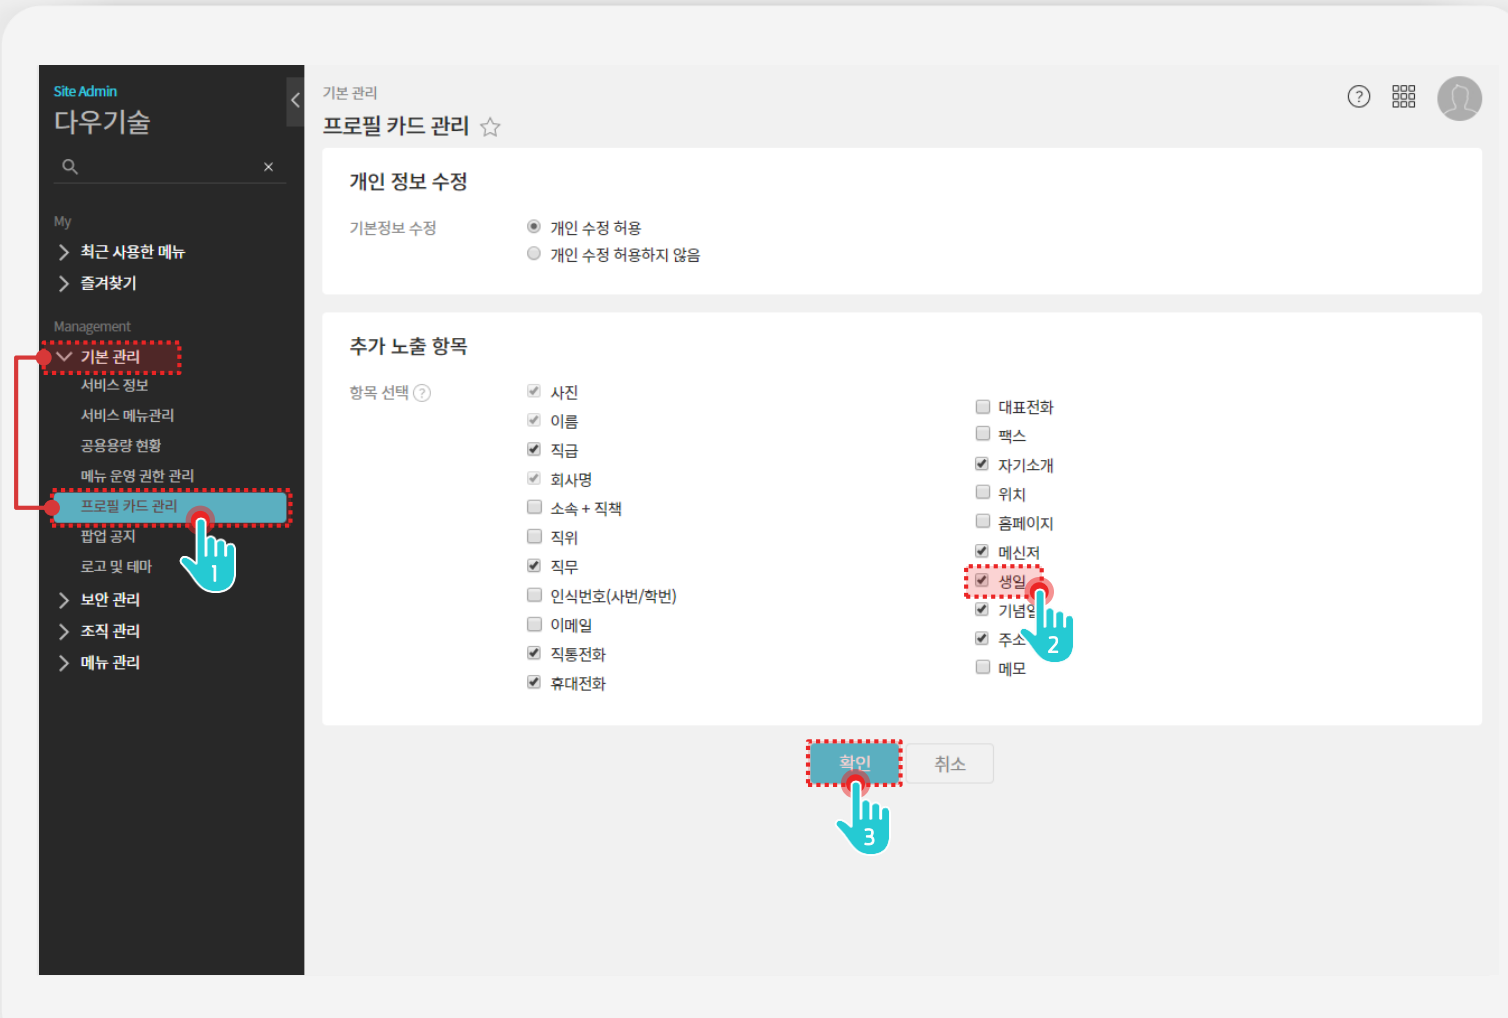 Site Admin
다우기술
My
최근 사용한 메뉴
즐겨찾기
Management
기본 관리
서비스 정보
서비스 메뉴관리
공용용량 현황
메뉴 운영 권한 관리
프로필 카드 관리
팝업 공지
로고 및 테마
1
보안 관리
조직 관리
메뉴 관리
기본 관리
프로필 카드 관리
개인 정보 수정
기본정보 수정
개인 수정 허용
개인 수정 허용하지 않음
추가 노출 항목
항목 선택 ?
사진
이름
직급
회사명
소속 + 직책
직위
직무
인식번호(사번/학번)
이메일
직통전화
휴대전화
대표전화
팩스
자기소개
위치
홈페이지
메신저
생일
기념일
주소
메모
2
확인
취소
3
?